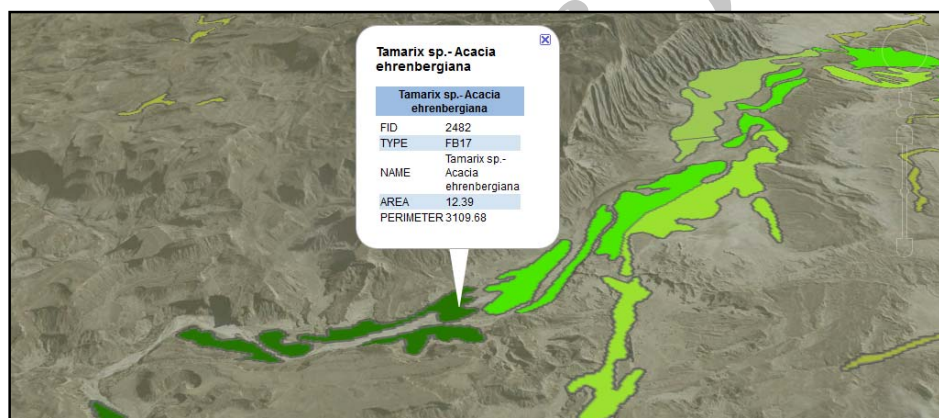 Tamarix sp.- Acacia
ehrenbergiana
Tamarix sp.- Acacia
ehrenbergiana
FID 2482
TYPE FB17
NAME Tamarix sp.-
Acacia
ehrenbergiana
AREA 12.39
PERIMETER 3109.68